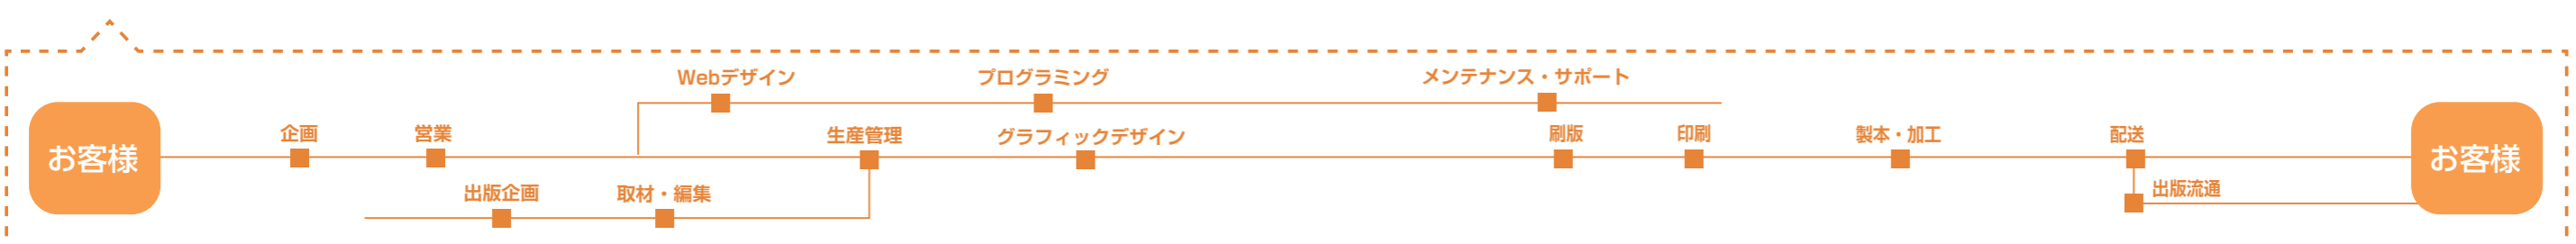 Webデザイン
プログラミング
メンテナンス・サポート
お客様
企画
営業
生産管理
グラフィックデザイン
刷版
印刷
製本・加工
配送
お客様
出版企画
取材・編集
出版流通